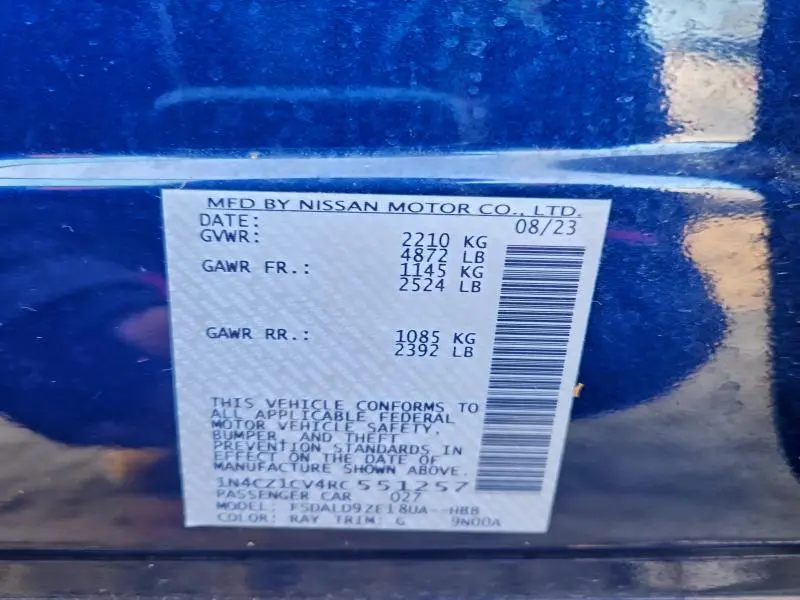 MFD BY NISSAN MOTOR CO., LTD.
DATE: 08/23
GVWR: 2210 KG
4872 LB
GAWR FR.: 1145 KG
2524 LB
GAWR RR.: 1085 KG
2392 LB
THIS VEHICLE CONFORMS TO
ALL APPLICABLE FEDERAL
MOTOR VEHICLE SAFETY,
BUMPER, AND THEFT
PREVENTION STANDARDS IN
EFFECT ON THE DATE OF
MANUFACTURE SHOWN ABOVE.
1N4CZ1CV4RC551257
PASSENGER CAR 027
MODEL: FSDALD9ZE18UA--HBB
COLOR: RAY TRIM: G 9N00A